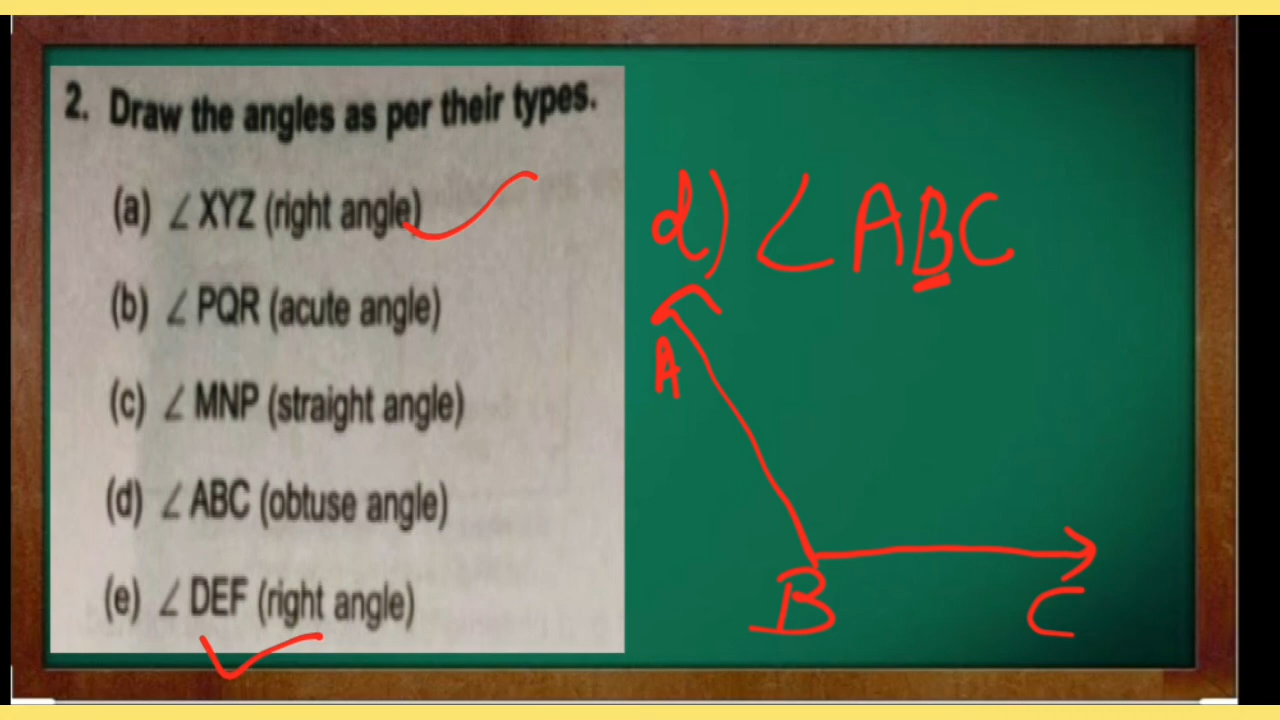 2. Draw the angles as per their types.
(a) ∠ XYZ (right angle)
(b) ∠ PQR (acute angle)
(c) ∠ MNP (straight angle)
(d) ∠ ABC (obtuse angle)
(e) ∠ DEF (right angle)
d) ∠ ABC
A
B
C